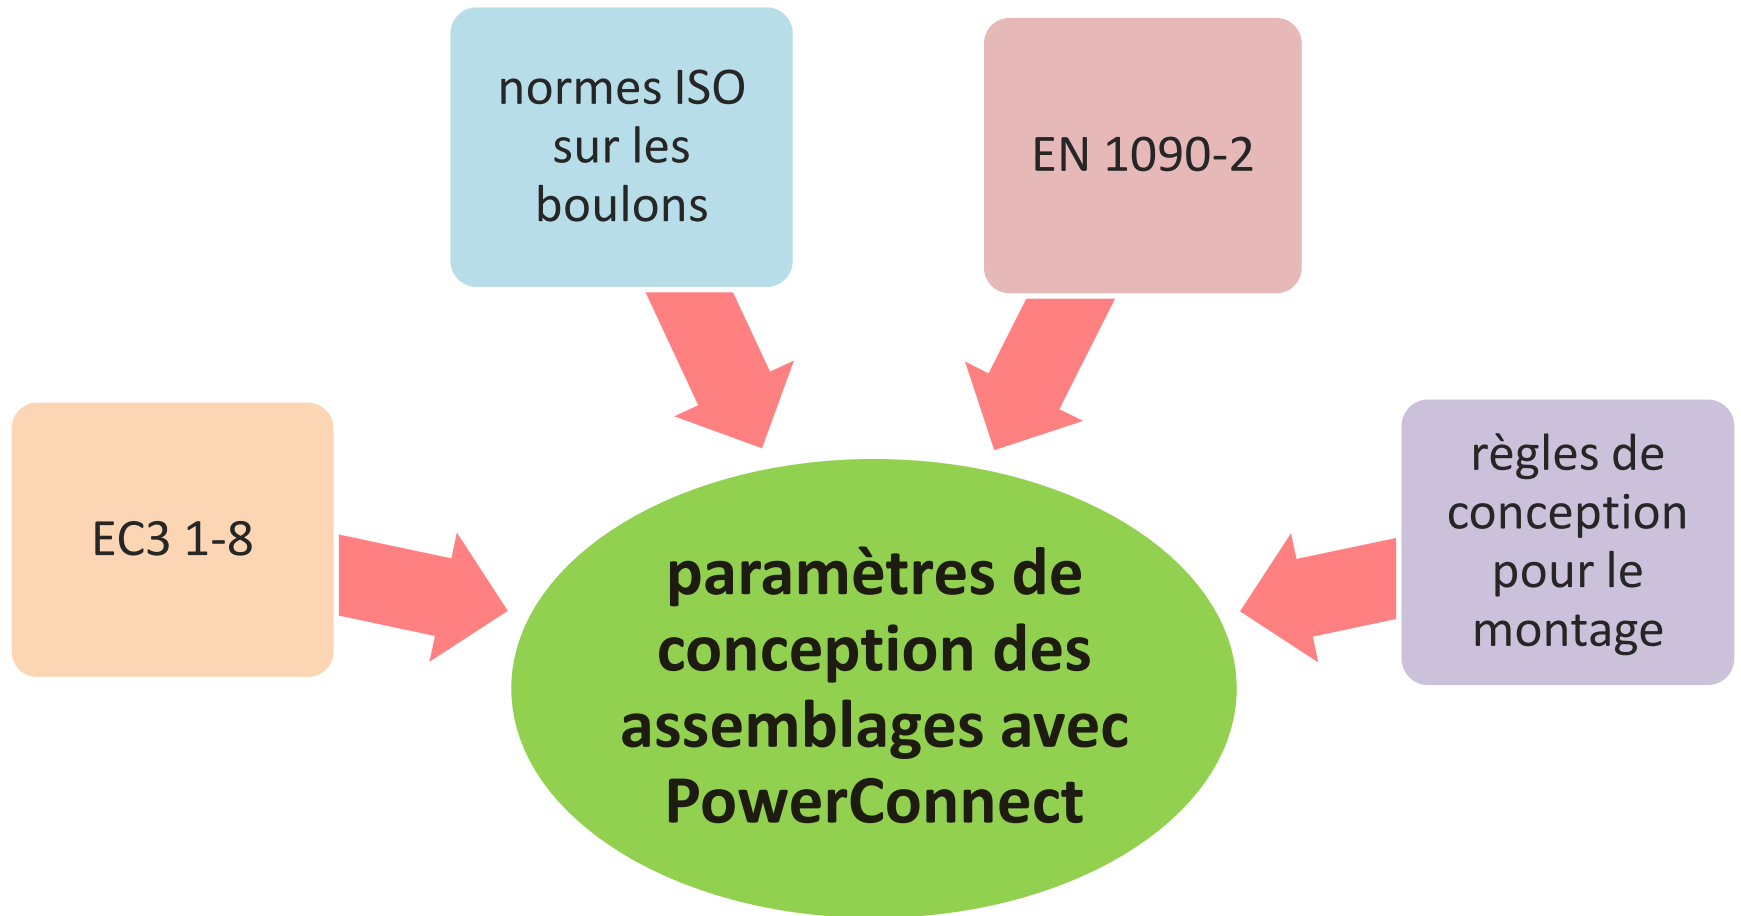 normes ISO
sur les
boulons
EN 1090-2
EC3 1-8
règles de
conception
pour le
montage
paramètres de
conception des
assemblages avec
PowerConnect